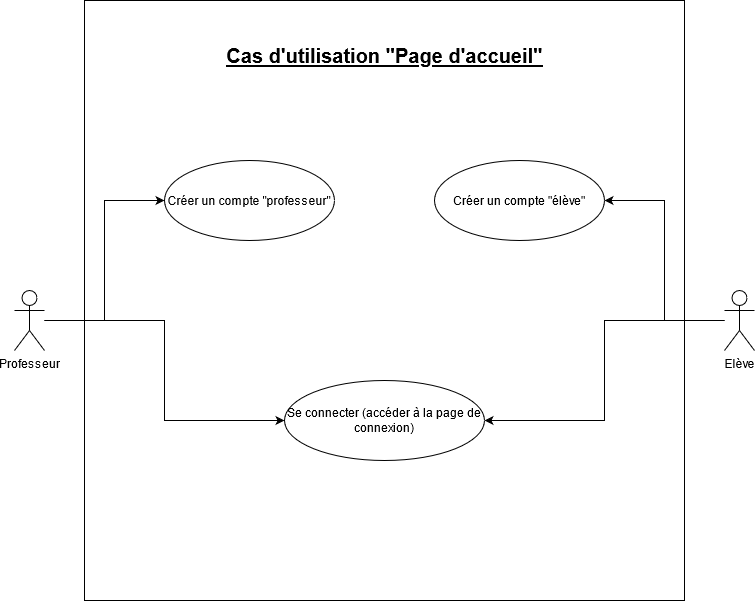 Cas d'utilisation "Page d'accueil"
Créer un compte "professeur"
Créer un compte "élève"
Professeur
Elève
Se connecter (accéder à la page de
connexion)